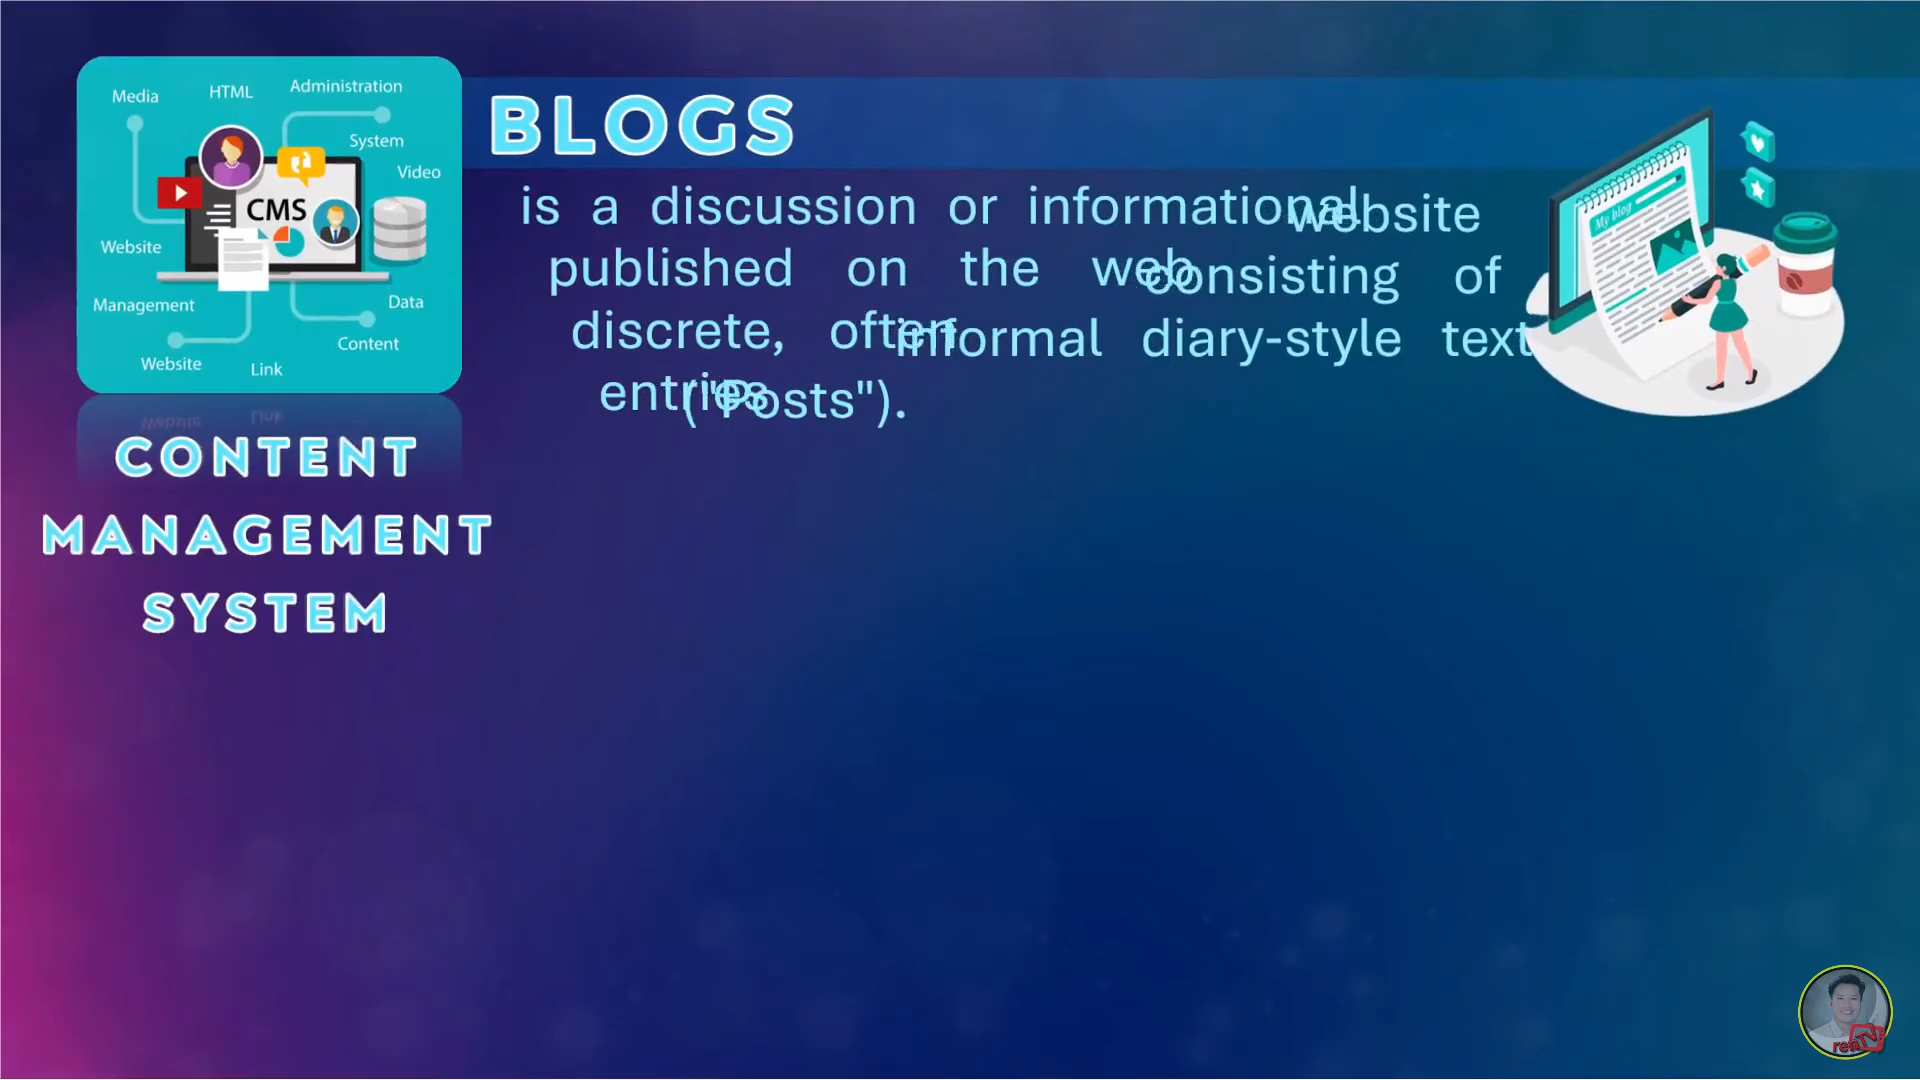 Media
HTML
Administration
System
Video
CMS
Website
Management
Data
Content
Website
Link
CONTENT
MANAGEMENT
SYSTEM
BLOGS
is a discussion or informational website
published on the web consisting of
discrete, often informal diary-style text
entries ("Posts").
My blog
renTV